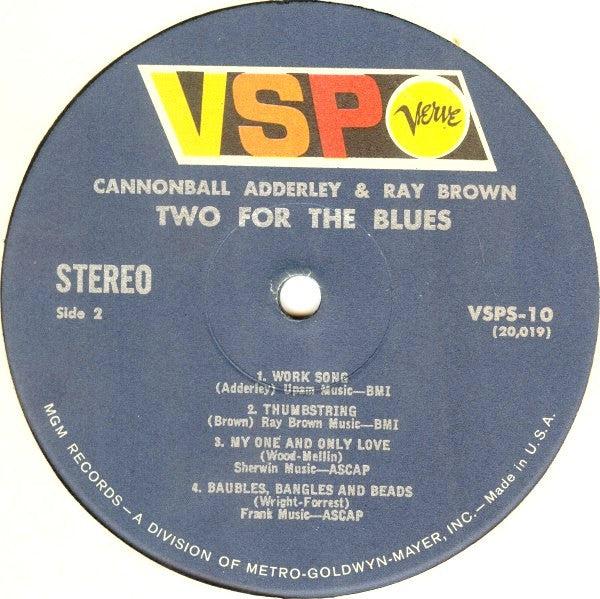 VSP Verve
CANNONBALL ADDERLEY & RAY BROWN
TWO FOR THE BLUES
STEREO
Side 2
VSPS-10
(20,019)
1. WORK SONG
(Adderley) Upam Music—BMI
2. THUMBSTRING
(Brown) Ray Brown Music—BMI
3. MY ONE AND ONLY LOVE
(Wood-Mellin)
Sherwin Music—ASCAP
4. BAUBLES, BANGLES AND BEADS
(Wright-Forrest)
Frank Music—ASCAP
MGM RECORDS — A DIVISION OF METRO-GOLDWYN-MAYER, INC. — Made in U.S.A.